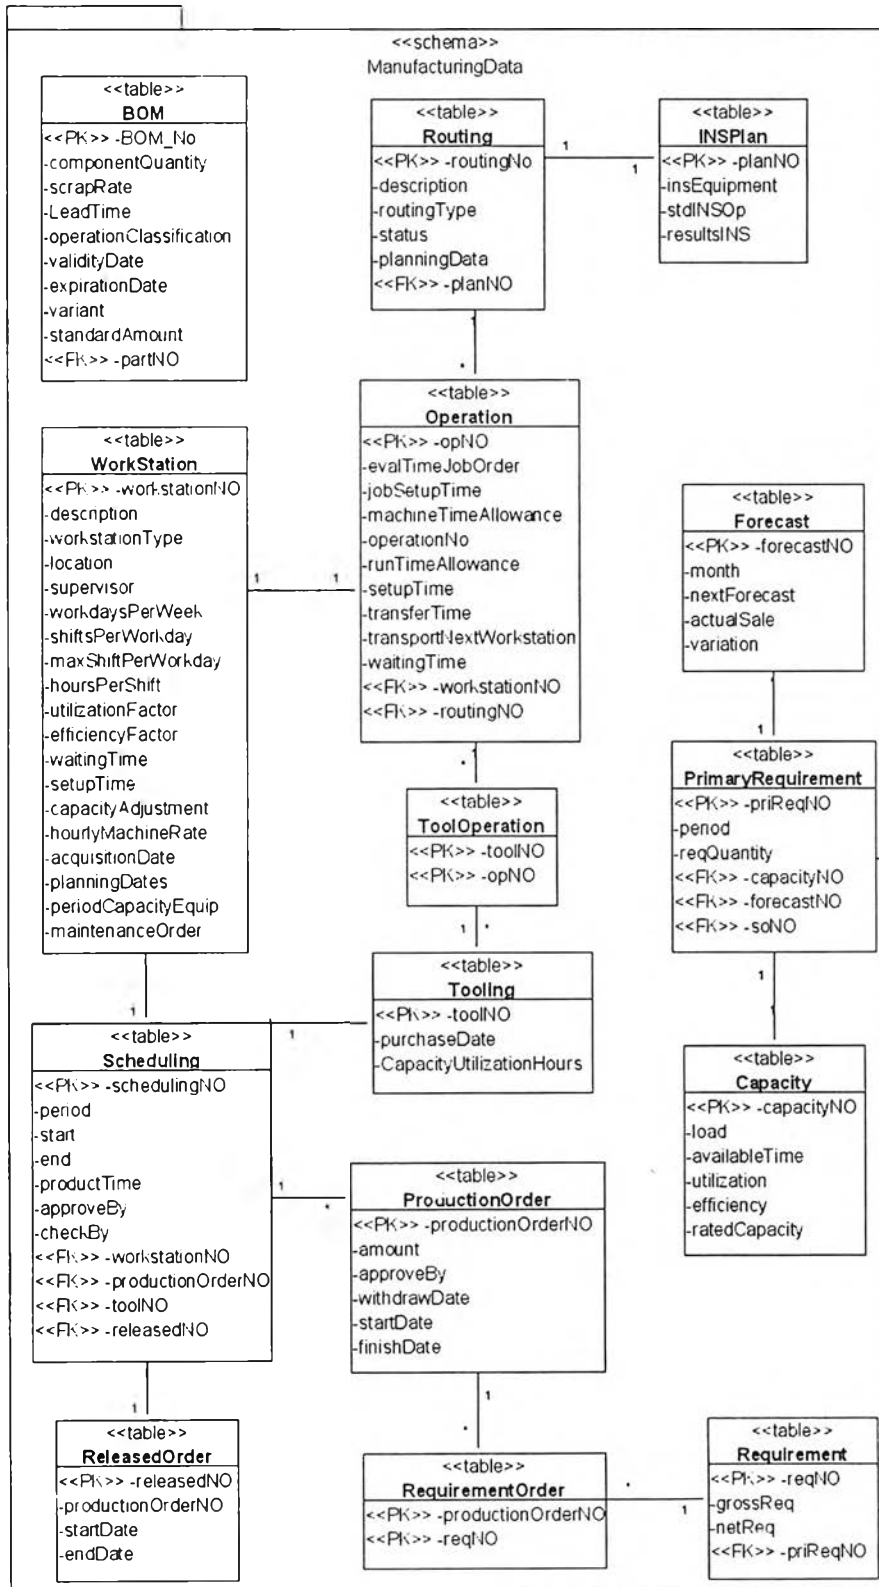 <<schema>>
ManufacturingData
<<table>>
BOM
<<PK>> -BOM_No
-componentQuantity
-scrapRate
-LeadTime
-operationClassification
-validityDate
-expirationDate
-variant
-standardAmount
<<FK>> -partNO
<<table>>
Routing
<<PK>> -routingNo
-description
-routingType
-status
-planningData
<<FK>> -planNO
1
1
<<table>>
INSPlan
<<PK>> -planNO
-insEquipment
-stdINSOp
-resultsINS
1
*
<<table>>
Operation
<<PK>> -opNO
-evalTimeJobOrder
-jobSetupTime
-machineTimeAllowance
-operationNo
-runTimeAllowance
-setupTime
-transferTime
-transportNextWorkstation
-waitingTime
<<FK>> -workstationNO
<<FK>> -routingNO
<<table>>
WorkStation
<<PK>> -workstationNO
-description
-workstationType
-location
-supervisor
-workdaysPerWeek
-shiftsPerWorkday
-maxShiftPerWorkday
-hoursPerShift
-utilizationFactor
-efficiencyFactor
-waitingTime
-setupTime
-capacityAdjustment
-hourlyMachineRate
-acquisitionDate
-planningDates
-periodCapacityEquip
-maintenanceOrder
1
1
<<table>>
Forecast
<<PK>> -forecastNO
-month
-nextForecast
-actualSale
-variation
1
<<table>>
PrimaryRequirement
<<PK>> -priReqNO
-period
-reqQuantity
<<FK>> -capacityNO
<<FK>> -forecastNO
<<FK>> -soNO
1
*
<<table>>
ToolOperation
<<PK>> -toolNO
<<PK>> -opNO
1
*
<<table>>
Tooling
<<PK>> -toolNO
-purchaseDate
-CapacityUtilizationHours
1
1
<<table>>
Capacity
<<PK>> -capacityNO
-load
-availableTime
-utilization
-efficiency
-ratedCapacity
1
<<table>>
Scheduling
<<PK>> -schedulingNO
-period
-start
-end
-productTime
-approveBy
-checkBy
<<FK>> -workstationNO
<<FK>> -productionOrderNO
<<FK>> -toolNO
<<FK>> -releasedNO
1
*
<<table>>
ProductionOrder
<<PK>> -productionOrderNO
-amount
-approveBy
-withdrawDate
-startDate
-finishDate
1
*
1
<<table>>
ReleasedOrder
<<PK>> -releasedNO
-productionOrderNO
-startDate
-endDate
<<table>>
RequirementOrder
<<PK>> -productionOrderNO
<<PK>> -reqNO
*
1
<<table>>
Requirement
<<PK>> -reqNO
-grossReq
-netReq
<<FK>> -priReqNO